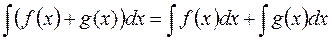 ∫(f(x)+g(x))dx = ∫f(x)dx + ∫g(x)dx